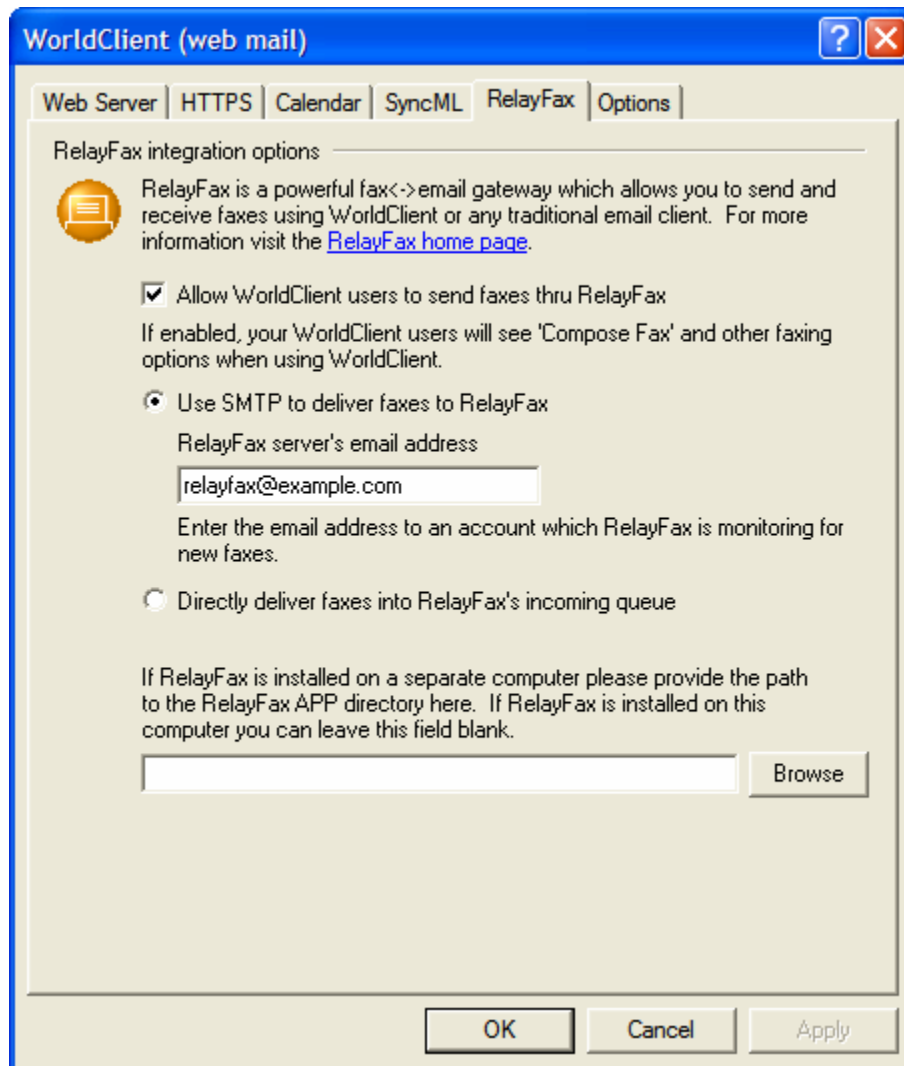 WorldClient (web mail)
Web Server HTTPS Calendar SyncML RelayFax Options
RelayFax integration options
RelayFax is a powerful fax<->email gateway which allows you to send and
receive faxes using WorldClient or any traditional email client.  For more
information visit the RelayFax home page.
Allow WorldClient users to send faxes thru RelayFax
If enabled, your WorldClient users will see 'Compose Fax' and other faxing
options when using WorldClient.
Use SMTP to deliver faxes to RelayFax
RelayFax server's email address
relayfax@example.com
Enter the email address to an account which RelayFax is monitoring for
new faxes.
Directly deliver faxes into RelayFax's incoming queue
If RelayFax is installed on a separate computer please provide the path
to the RelayFax APP directory here.  If RelayFax is installed on this
computer you can leave this field blank.
Browse
OK Cancel Apply